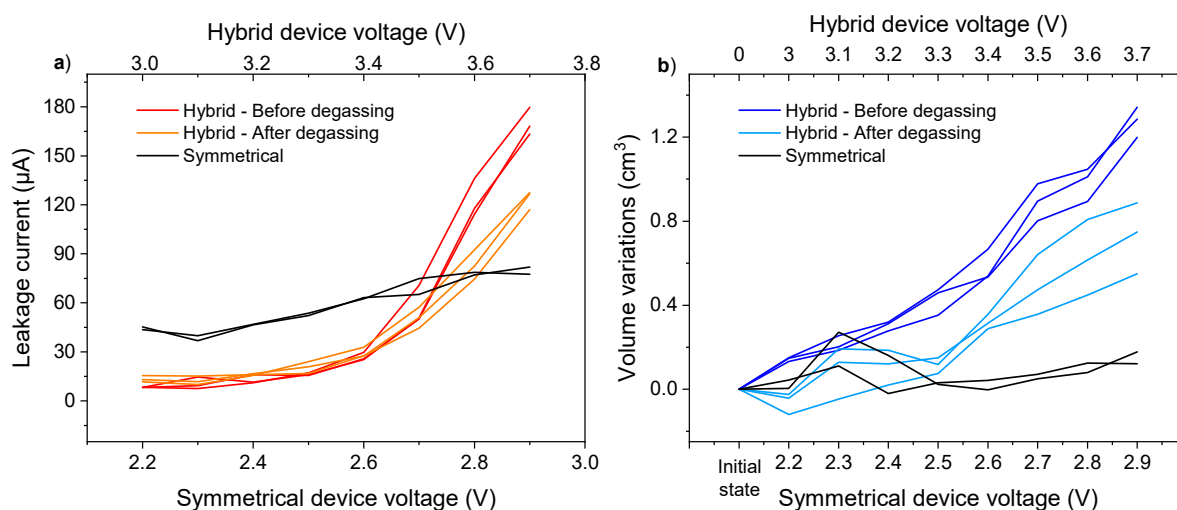 Hybrid device voltage (V)
a)
3.0 3.2 3.4 3.6 3.8
180
150
120
90
60
30
0
Leakage current (µA)
Hybrid - Before degassing
Hybrid - After degassing
Symmetrical
2.2 2.4 2.6 2.8 3.0
Symmetrical device voltage (V)
Hybrid device voltage (V)
b)
0 3 3.1 3.2 3.3 3.4 3.5 3.6 3.7
1.2
0.8
0.4
0.0
Volume variations (cm³)
Hybrid - Before degassing
Hybrid - After degassing
Symmetrical
Initial
state
2.2 2.3 2.4 2.5 2.6 2.7 2.8 2.9
Symmetrical device voltage (V)